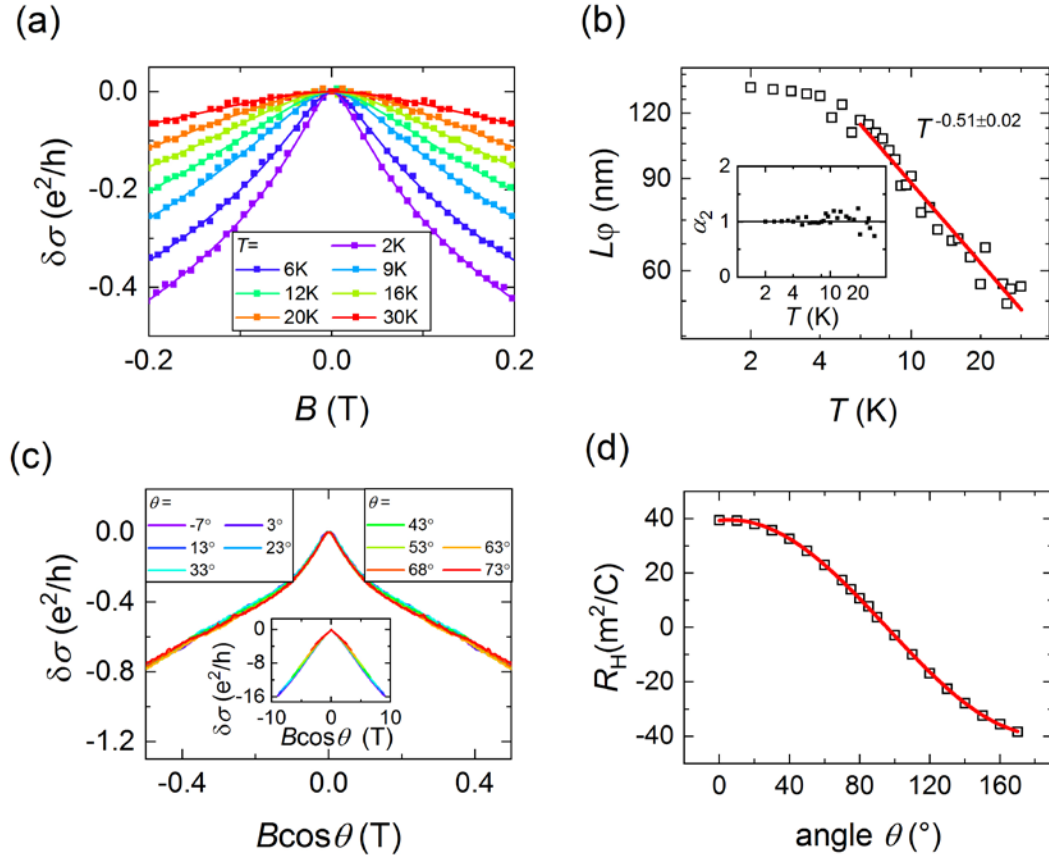 (a)
δσ (e²/h)
0.0
-0.2
-0.4
T=
2K
6K
9K
12K
16K
20K
30K
-0.2
0.0
0.2
B (T)
(b)
Lφ (nm)
120
90
60
T^-0.51±0.02
α₂
2
1
0
2
4
10
20
T (K)
2
4
10
20
T (K)
(c)
δσ (e²/h)
0.0
-0.4
-0.8
-1.2
θ =
-7°
3°
13°
23°
33°
θ =
43°
53°
63°
68°
73°
δσ (e²/h)
0
-8
-16
-10
0
10
Bcosθ (T)
-0.4
0.0
0.4
Bcosθ (T)
(d)
R_H(m²/C)
40
20
0
-20
-40
0
40
80
120
160
angle θ (°)